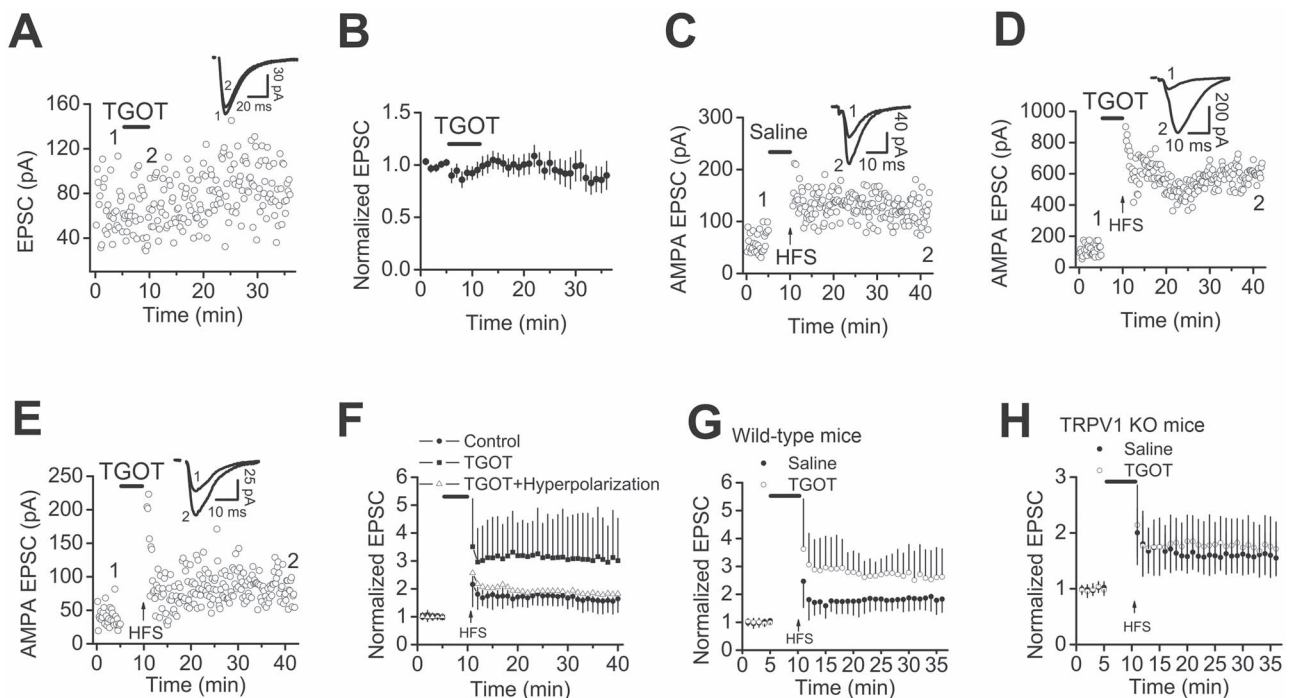 A
TGOT
1
2
2
1
20 ms
30 pA
EPSC (pA)
160
120
80
40
0
10
20
30
Time (min)
B
TGOT
Normalized EPSC
1.5
1.0
0.5
0.0
0
10
20
30
Time (min)
C
Saline
1
2
40 pA
10 ms
AMPA EPSC (pA)
300
200
100
0
1
HFS
2
0
10
20
30
40
Time (min)
D
TGOT
1
2
200 pA
10 ms
AMPA EPSC (pA)
1000
800
600
400
200
0
1
HFS
2
0
10
20
30
40
Time (min)
E
TGOT
1
2
25 pA
10 ms
AMPA EPSC (pA)
250
200
150
100
50
0
1
HFS
2
0
10
20
30
40
Time (min)
F
Control
TGOT
TGOT+Hyperpolarization
Normalized EPSC
6
5
4
3
2
1
0
HFS
0
10
20
30
40
Time (min)
G
Wild-type mice
Saline
TGOT
Normalized EPSC
6
5
4
3
2
1
0
HFS
0
5
10
15
20
25
30
35
Time (min)
H
TRPV1 KO mice
Saline
TGOT
Normalized EPSC
3
2
1
0
HFS
0
5
10
15
20
25
30
35
Time (min)